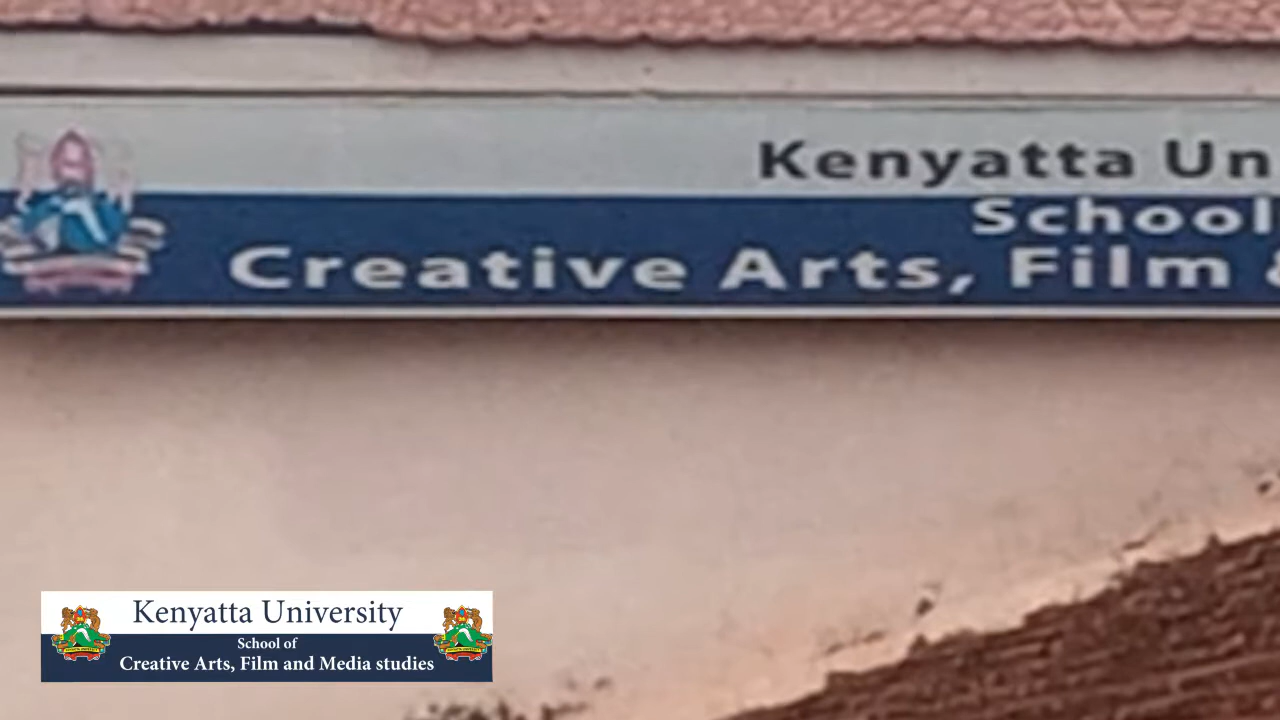 Kenyatta Un
School
Creative Arts, Film &
Kenyatta University
School of
Creative Arts, Film and Media studies